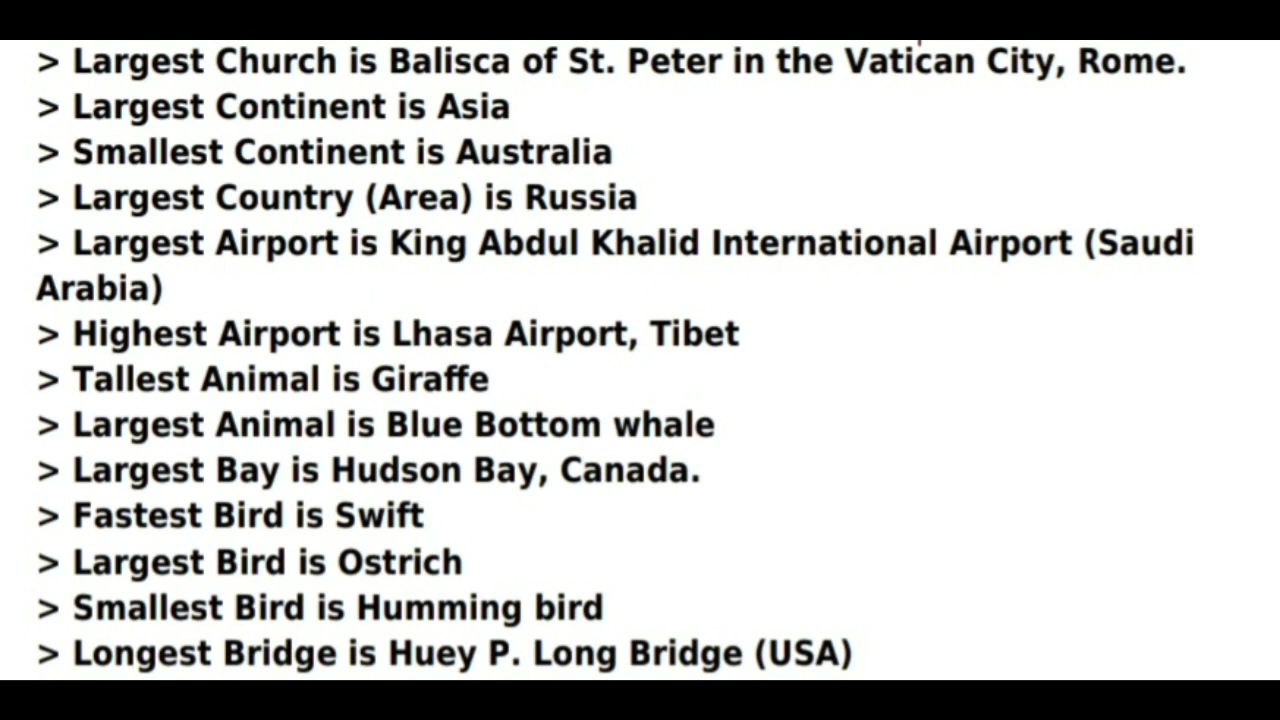 > Largest Church is Balisca of St. Peter in the Vatican City, Rome.
> Largest Continent is Asia
> Smallest Continent is Australia
> Largest Country (Area) is Russia
> Largest Airport is King Abdul Khalid International Airport (Saudi
Arabia)
> Highest Airport is Lhasa Airport, Tibet
> Tallest Animal is Giraffe
> Largest Animal is Blue Bottom whale
> Largest Bay is Hudson Bay, Canada.
> Fastest Bird is Swift
> Largest Bird is Ostrich
> Smallest Bird is Humming bird
> Longest Bridge is Huey P. Long Bridge (USA)